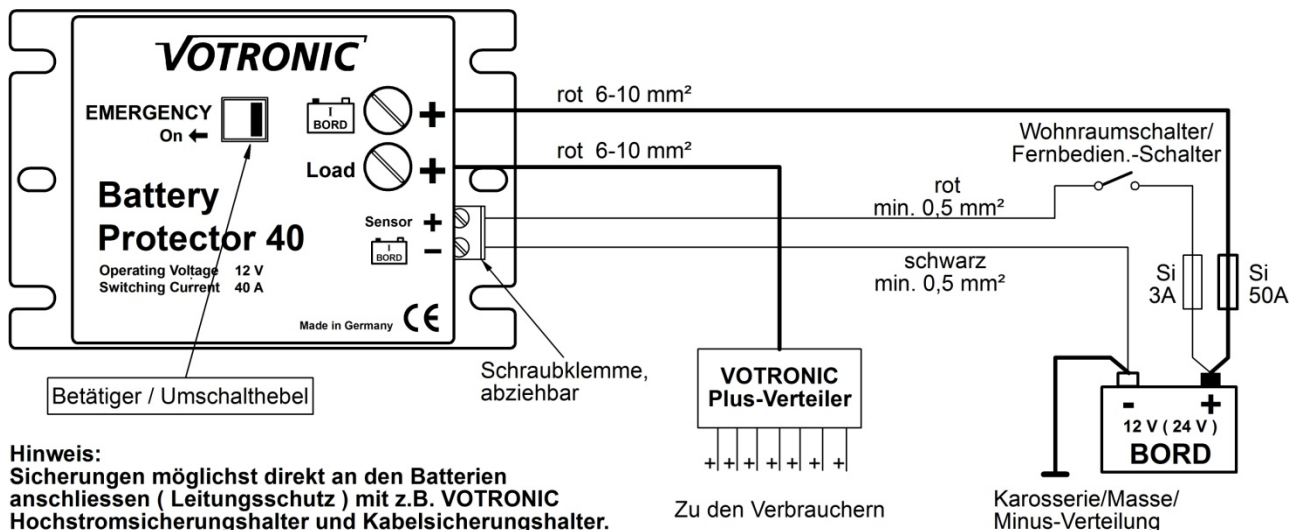 VOTRONIC
EMERGENCY
On ←
I
BORD
+
Load
+
Battery
Protector 40
Sensor +
I
BORD
−
Operating Voltage 12 V
Switching Current 40 A
Made in Germany CE
Betätiger / Umschalthebel
Schraubklemme,
abziehbar
rot 6-10 mm²
rot 6-10 mm²
rot
min. 0,5 mm²
schwarz
min. 0,5 mm²
Wohnraumschalter/
Fernbedien.-Schalter
Si
3A
Si
50A
VOTRONIC
Plus-Verteiler
+ + + + + + +
Zu den Verbrauchern
- +
12 V ( 24 V )
BORD
Karosserie/Masse/
Minus-Verteilung
Hinweis:
Sicherungen möglichst direkt an den Batterien
anschliessen ( Leitungsschutz ) mit z.B. VOTRONIC
Hochstromsicherungshalter und Kabelsicherungshalter.